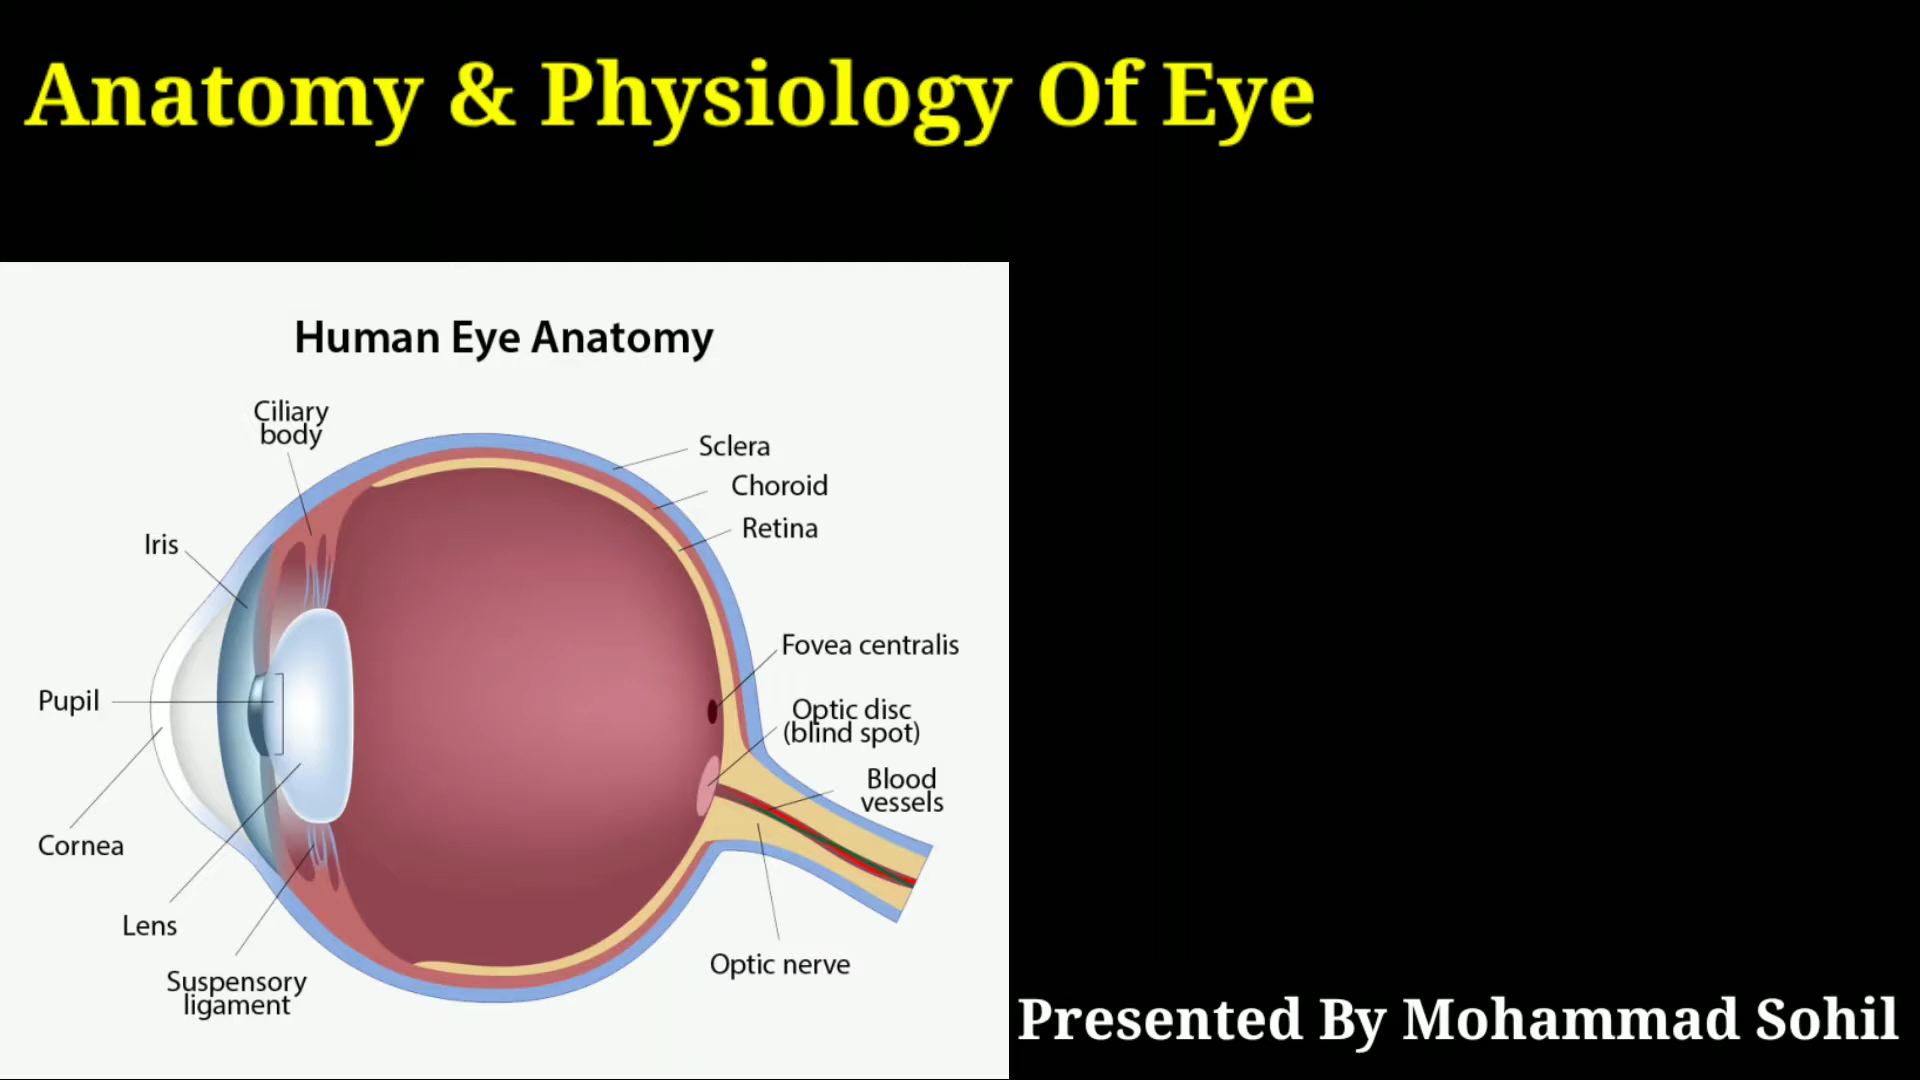 Anatomy & Physiology Of Eye
Human Eye Anatomy
Ciliary
body
Sclera
Choroid
Retina
Iris
Fovea centralis
Pupil
Optic disc
(blind spot)
Blood
vessels
Cornea
Lens
Optic nerve
Suspensory
ligament
Presented By Mohammad Sohil